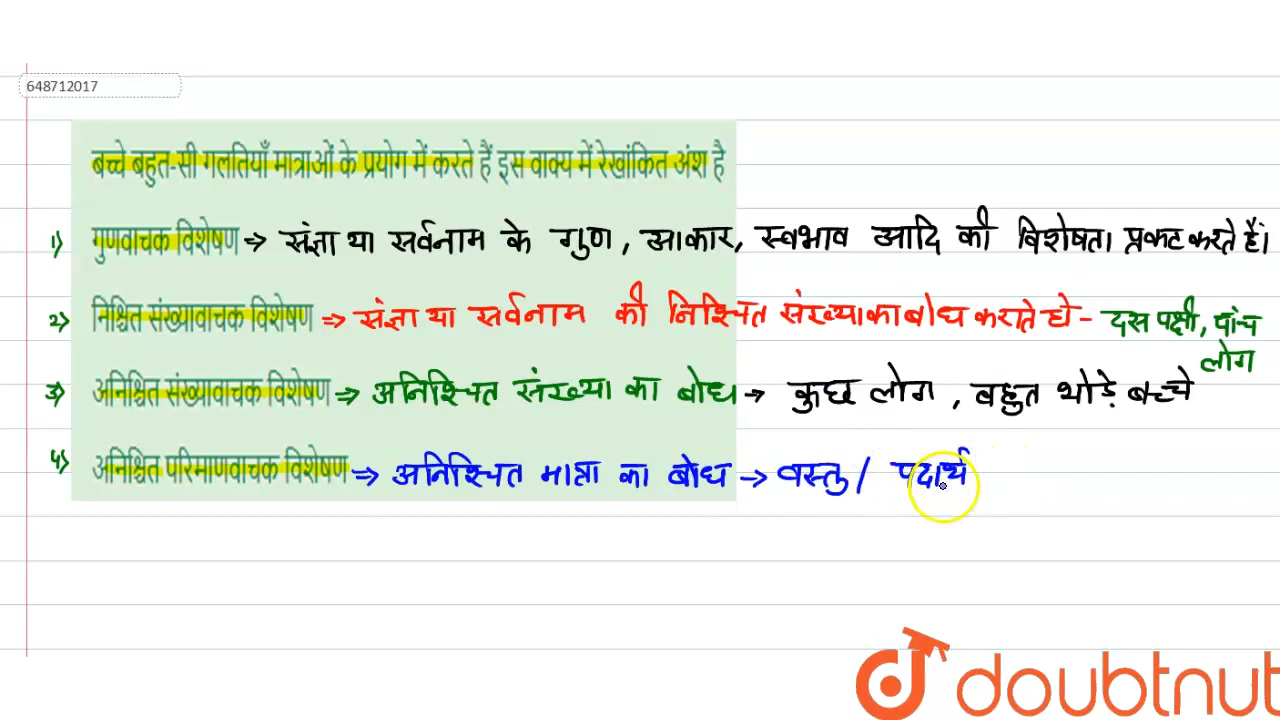 648712017
बच्चे बहुत-सी गलतियाँ मात्राओं के प्रयोग में करते हैं इस वाक्य में रेखांकित अंश है
1) गुणवाचक विशेषण ⇒ संज्ञा या सर्वनाम के गुण, आकार, स्वभाव आदि की विशेषता प्रकट करते हैं।
2) निश्चित संख्यावाचक विशेषण ⇒ संज्ञा या सर्वनाम की निश्चित संख्या का बोध कराते है - दस पक्षी, पांच
लोग
3) अनिश्चित संख्यावाचक विशेषण ⇒ अनिश्चित संख्या का बोध → कुछ लोग, बहुत थोड़े बच्चे
4) अनिश्चित परिमाणवाचक विशेषण ⇒ अनिश्चित मात्रा का बोध → वस्तु / पदार्थ
doubtnut